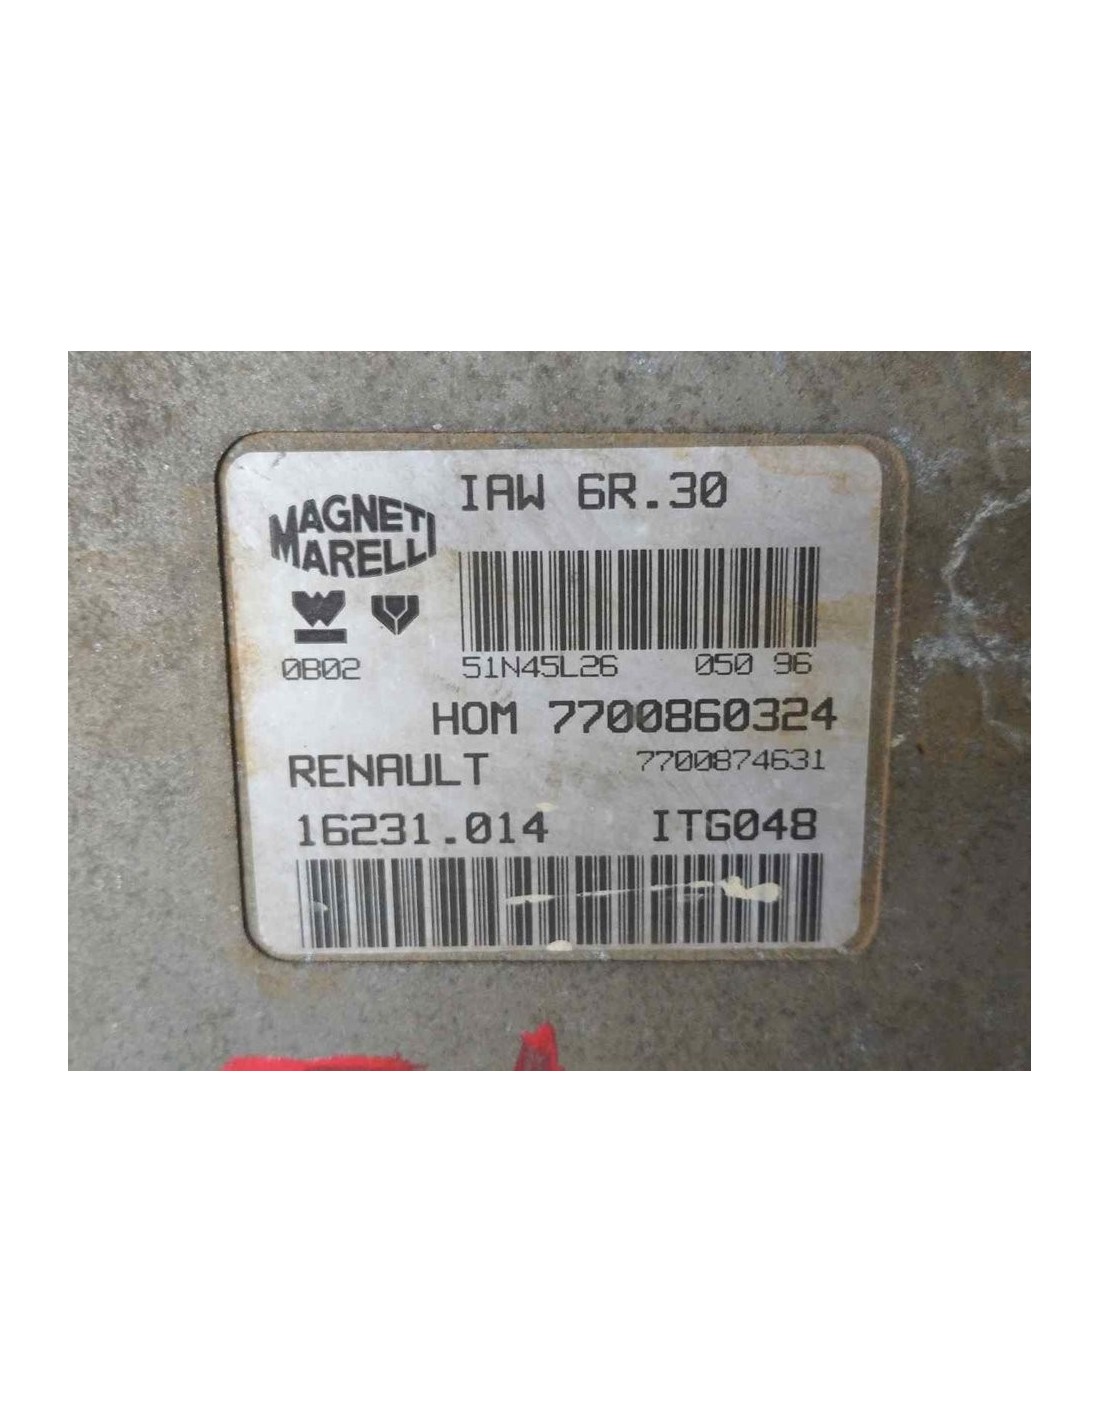 IAW 6R.30
MAGNETI
MARELLI
0B02
51N45L26 050 96
HOM 7700860324
RENAULT 7700874631
16231.014 ITG048